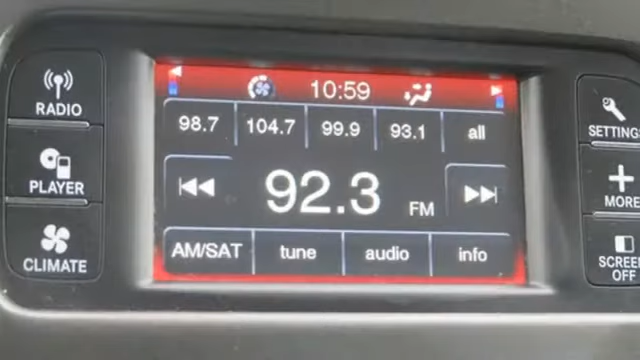 10:59
98.7 104.7 99.9 93.1 all
92.3 FM
AM/SAT tune audio info
RADIO
PLAYER
CLIMATE
SETTING
MORE
SCREEN
OFF